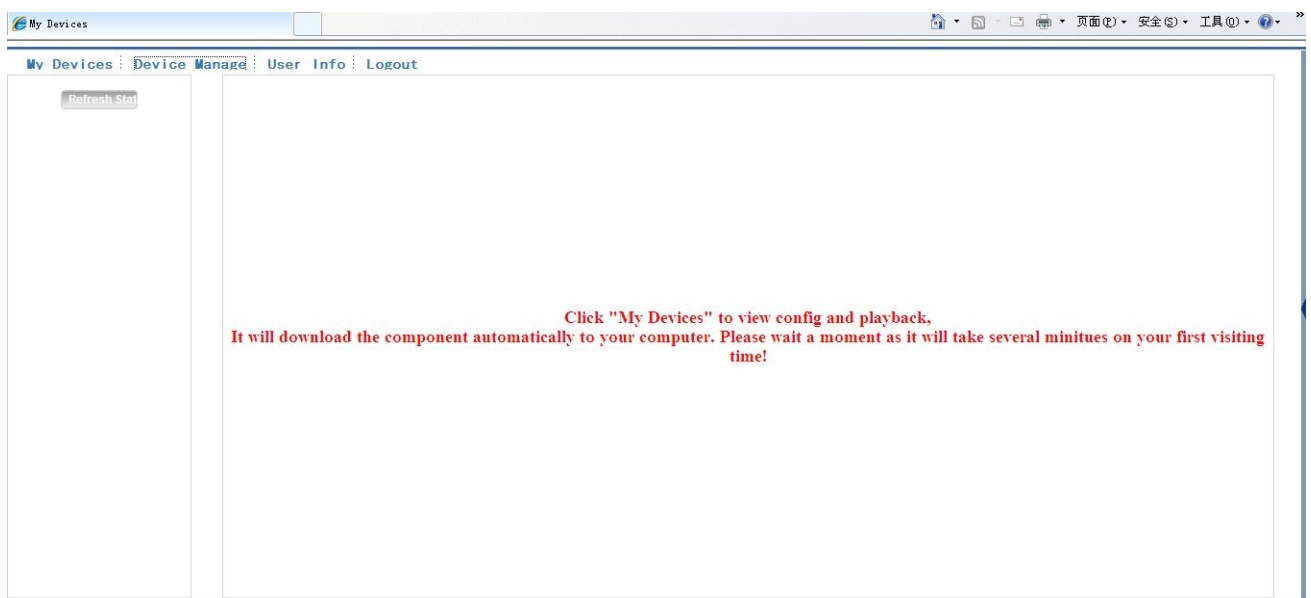 My Devices
页面(P) 安全(S) 工具(O)
»
My Devices Device Manage User Info Logout
Refresh Stat
Click "My Devices" to view config and playback,
It will download the component automatically to your computer. Please wait a moment as it will take several minitues on your first visiting
time!